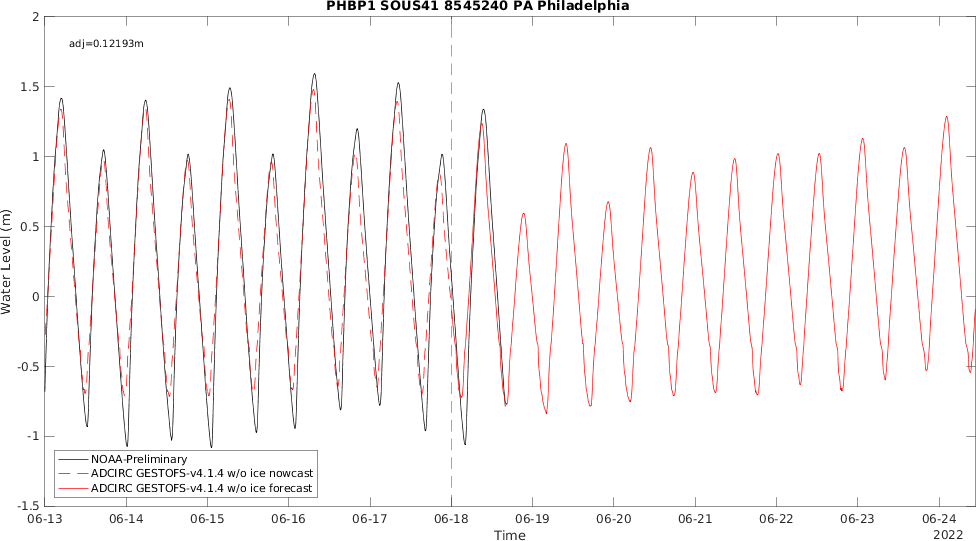 PHBP1 SOUS41 8545240 PA Philadelphia
adj=0.12193m
Water Level (m)
2
1.5
1
0.5
0
-0.5
-1
-1.5
NOAA-Preliminary
ADCIRC GESTOFS-v4.1.4 w/o ice nowcast
ADCIRC GESTOFS-v4.1.4 w/o ice forecast
06-13 06-14 06-15 06-16 06-17 06-18 06-19 06-20 06-21 06-22 06-23 06-24
2022
Time